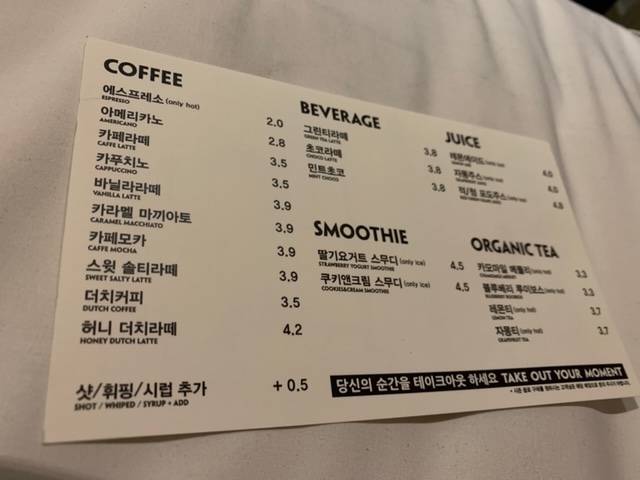 COFFEE
에스프레소 (only hot) 2.0
ESPRESSO
아메리카노 2.8
AMERICANO
카페라떼 3.5
CAFFE LATTE
카푸치노 3.5
CAPPUCCINO
바닐라라떼 3.9
VANILLA LATTE
카라멜 마끼아토 3.9
CARAMEL MACCHIATO
카페모카 3.9
CAFFE MOCHA
스윗 솔티라떼 3.9
SWEET SALTY LATTE
더치커피 3.5
DUTCH COFFEE
허니 더치라떼 4.2
HONEY DUTCH LATTE
샷/휘핑/시럽 추가 + 0.5
SHOT / WHIPED / SYRUP + ADD
BEVERAGE
그린티라떼 3.8
GREEN TEA LATTE
초코라떼 3.8
CHOCO LATTE
민트초코 3.8
MINT CHOCO
SMOOTHIE
딸기요거트 스무디 (only ice) 4.5
STRAWBERRY YOGURT SMOOTHIE
쿠키앤크림 스무디 (only ice) 4.5
COOKIES&CREAM SMOOTHIE
JUICE
레몬에이드 4.0
자몽주스 4.0
적/청 포도주스 4.8
ORGANIC TEA
카모마일 메들리 (only hot) 3.3
CHAMOMILE MEDLEY
블루베리 루이보스 (only hot) 3.3
BLUEBERRY ROOIBOS
레몬티 (only hot) 3.7
LEMON TEA
자몽티 (only hot) 3.7
GRAPEFRUIT TEA
당신의 순간을 테이크아웃 하세요 TAKE OUT YOUR MOMENT